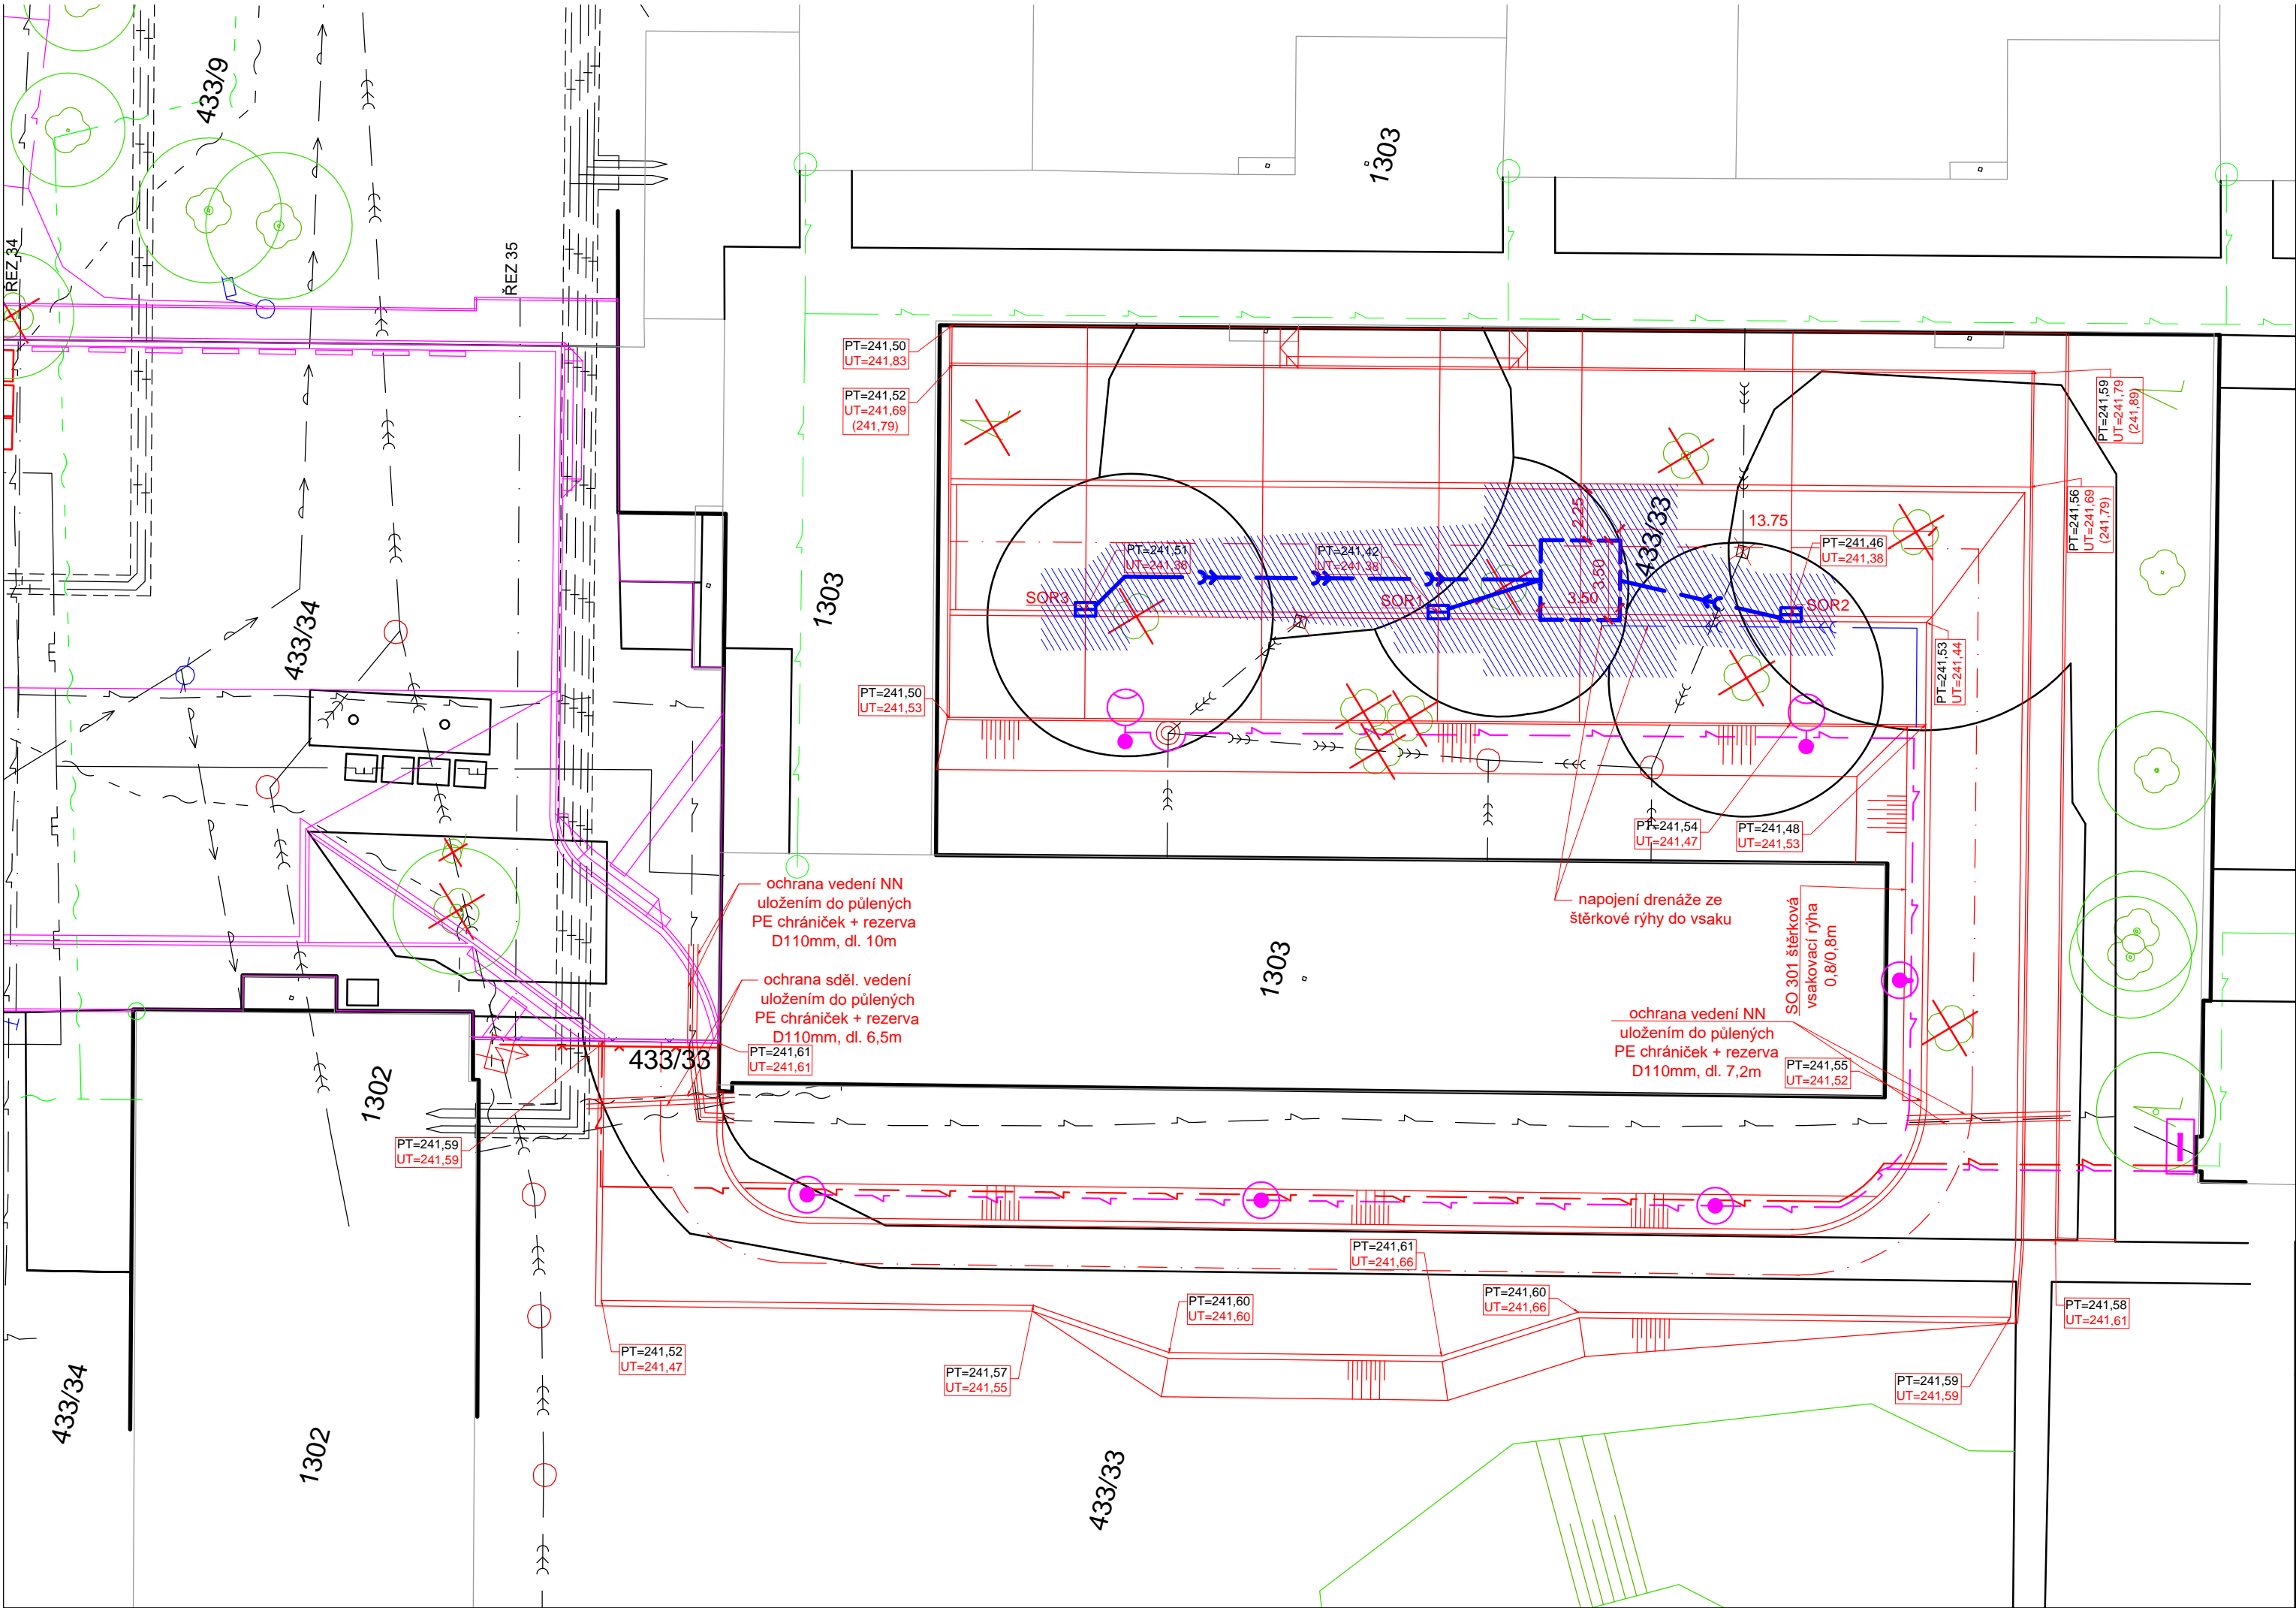 433/9
1303
ŘEZ 34
ŘEZ 35
PT=241,50
UT=241,83
PT=241,52
UT=241,69
(241,79)
PT=241,59
UT=241,79
(241,89)
PT=241,56
UT=241,69
(241,79)
2.25
433/33
13.75
PT=241,51
UT=241,38
PT=241,42
UT=241,38
PT=241,46
UT=241,38
3.50
3.50
SOR3
SOR1
SOR2
1303
433/34
PT=241,53
UT=241,44
PT=241,50
UT=241,53
PT=241,54
UT=241,47
PT=241,48
UT=241,53
ochrana vedení NN
uložením do půlených
PE chrániček + rezerva
D110mm, dl. 10m
napojení drenáže ze
štěrkové rýhy do vsaku
SO 301 štěrková
vsakovací rýha
0,8/0,8m
1303
ochrana sděl. vedení
uložením do půlených
PE chrániček + rezerva
D110mm, dl. 6,5m
ochrana vedení NN
uložením do půlených
PE chrániček + rezerva
D110mm, dl. 7,2m
433/33
PT=241,61
UT=241,61
PT=241,55
UT=241,52
1302
PT=241,59
UT=241,59
PT=241,61
UT=241,66
PT=241,60
UT=241,60
PT=241,60
UT=241,66
PT=241,58
UT=241,61
PT=241,52
UT=241,47
PT=241,57
UT=241,55
PT=241,59
UT=241,59
433/34
1302
433/33